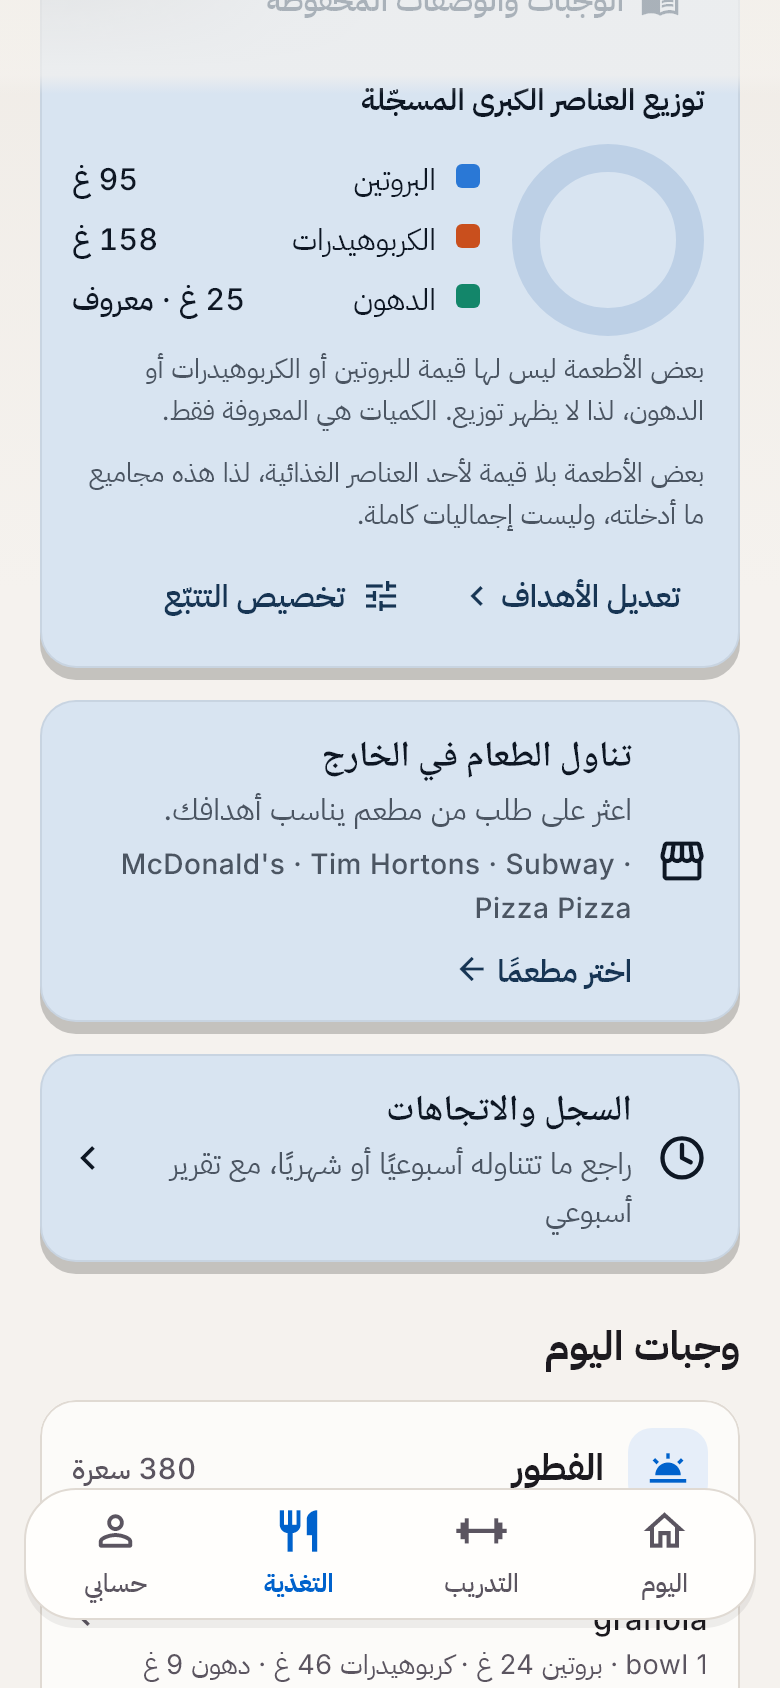 الوجبات والوصفات المحفوظة
توزيع العناصر الكبرى المسجّلة
البروتين 95 غ
الكربوهيدرات 158 غ
الدهون 25 غ · معروف
بعض الأطعمة ليس لها قيمة للبروتين أو الكربوهيدرات أو
الدهون، لذا لا يظهر توزيع. الكميات هي المعروفة فقط.
بعض الأطعمة بلا قيمة لأحد العناصر الغذائية، لذا هذه مجاميع
ما أدخلته، وليست إجماليات كاملة.
تعديل الأهداف
تخصيص التتبّع
تناول الطعام في الخارج
اعثر على طلب من مطعم يناسب أهدافك.
McDonald's · Tim Hortons · Subway ·
Pizza Pizza
اختر مطعمًا ←
السجل والاتجاهات
راجع ما تتناوله أسبوعيًا أو شهريًا، مع تقرير
أسبوعي
وجبات اليوم
الفطور 380 سعرة
اليوم
التدريب
التغذية
حسابي
granola
1 bowl · بروتين 24 غ · كربوهيدرات 46 غ · دهون 9 غ